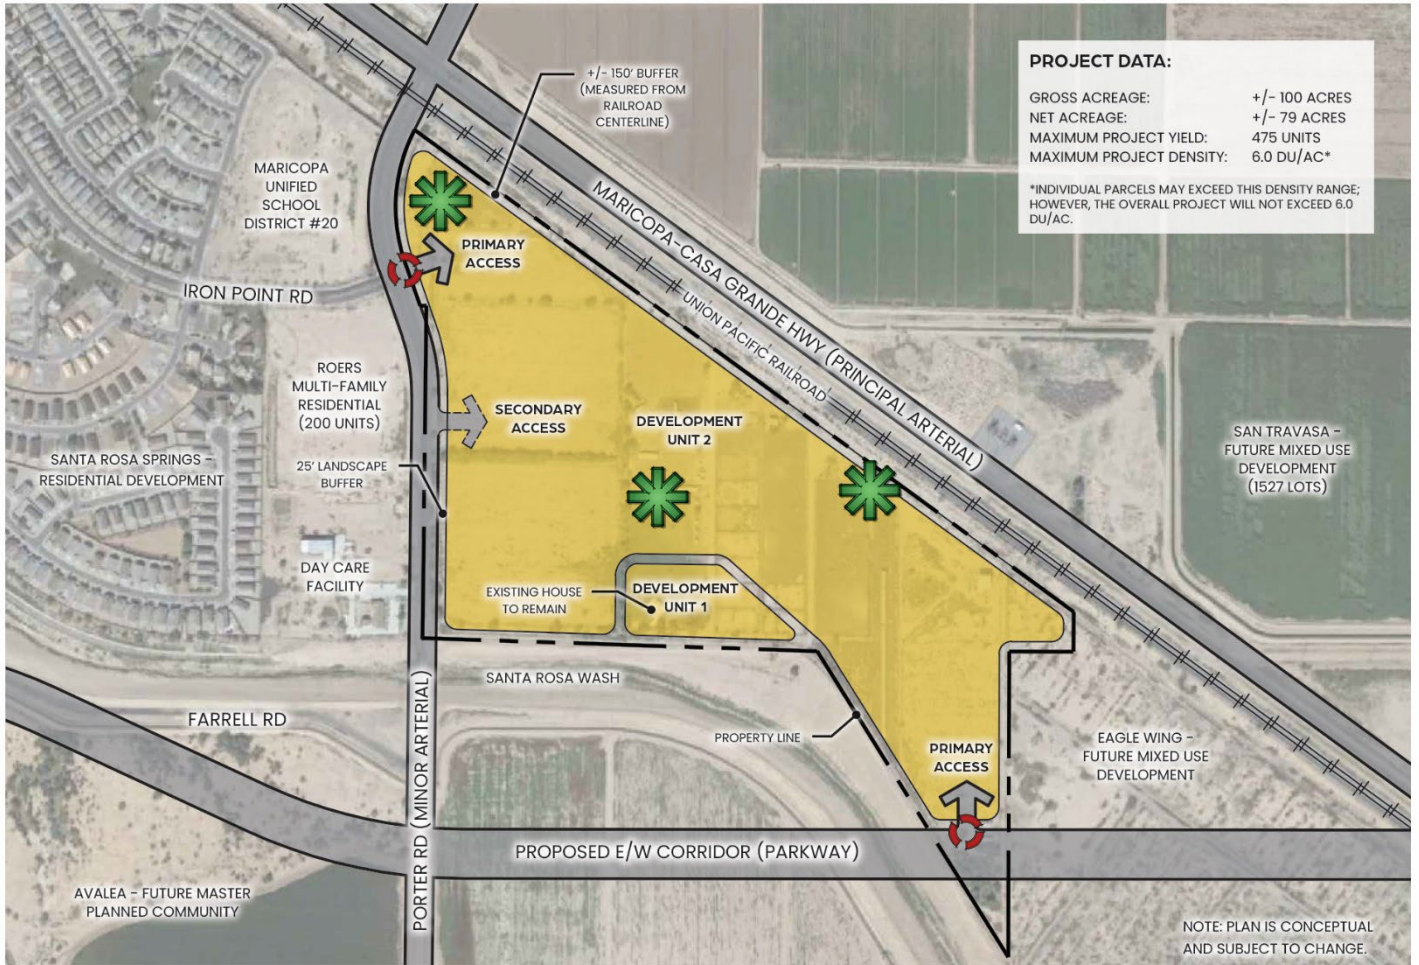 +/- 150' BUFFER
(MEASURED FROM
RAILROAD
CENTERLINE)
PROJECT DATA:
GROSS ACREAGE: +/- 100 ACRES
NET ACREAGE: +/- 79 ACRES
MAXIMUM PROJECT YIELD: 475 UNITS
MAXIMUM PROJECT DENSITY: 6.0 DU/AC*
*INDIVIDUAL PARCELS MAY EXCEED THIS DENSITY RANGE;
HOWEVER, THE OVERALL PROJECT WILL NOT EXCEED 6.0
DU/AC.
MARICOPA
UNIFIED
SCHOOL
DISTRICT #20
MARICOPA-CASA GRANDE HWY (PRINCIPAL ARTERIAL)
UNION PACIFIC RAILROAD
PRIMARY
ACCESS
IRON POINT RD
ROERS
MULTI-FAMILY
RESIDENTIAL
(200 UNITS)
SECONDARY
ACCESS
DEVELOPMENT
UNIT 2
SAN TRAVASA -
FUTURE MIXED USE
DEVELOPMENT
(1527 LOTS)
SANTA ROSA SPRINGS -
RESIDENTIAL DEVELOPMENT
25' LANDSCAPE
BUFFER
DAY CARE
FACILITY
EXISTING HOUSE
TO REMAIN
DEVELOPMENT
UNIT 1
SANTA ROSA WASH
FARRELL RD
PORTER RD (MINOR ARTERIAL)
PROPERTY LINE
PRIMARY
ACCESS
EAGLE WING -
FUTURE MIXED USE
DEVELOPMENT
PROPOSED E/W CORRIDOR (PARKWAY)
AVALEA - FUTURE MASTER
PLANNED COMMUNITY
NOTE: PLAN IS CONCEPTUAL
AND SUBJECT TO CHANGE.